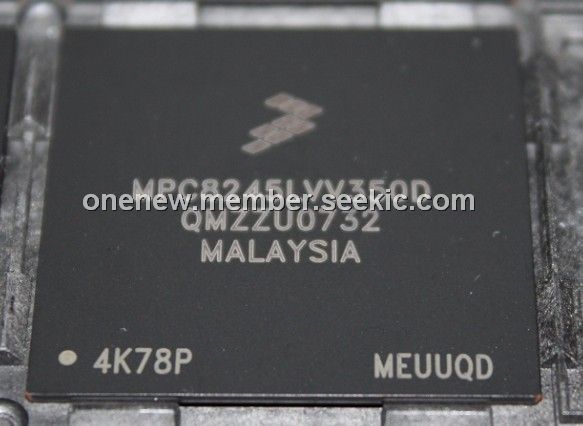 MPC8245LVV350D
onenew.member.seekic.com
QMZZU0732
MALAYSIA
4K78P MEUUQD